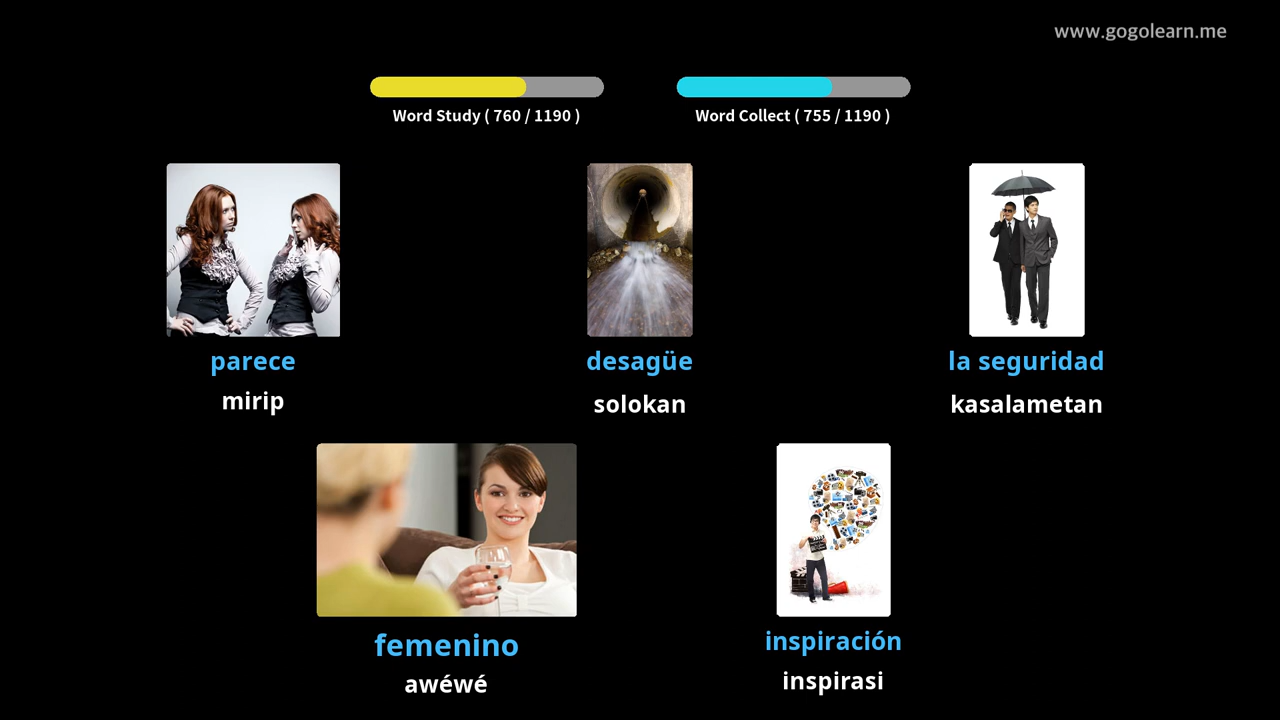 www.gogolearn.me
Word Study ( 760 / 1190 )
Word Collect ( 755 / 1190 )
parece
mirip
desagüe
solokan
la seguridad
kasalametan
femenino
awéwé
inspiración
inspirasi